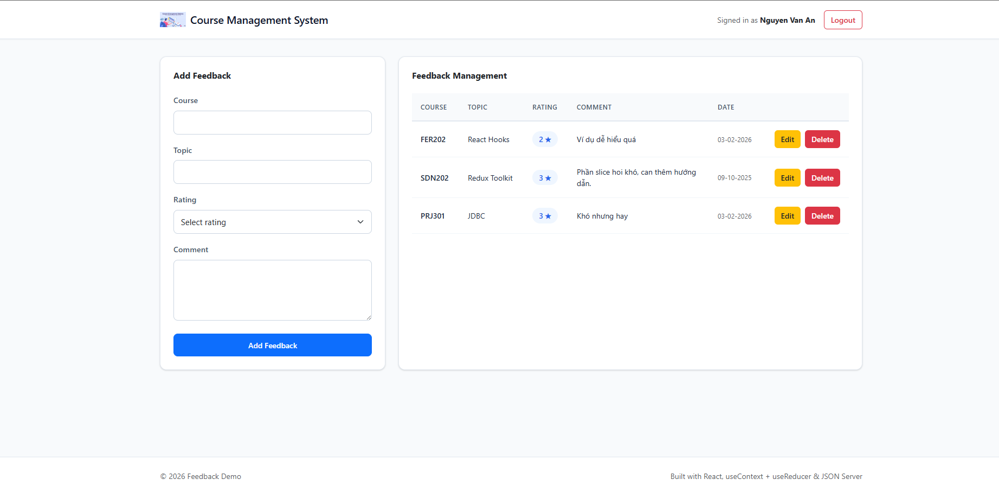 Course Management System
Signed in as Nguyen Van An
Logout
Add Feedback
Course
Topic
Rating
Select rating
Comment
Add Feedback
Feedback Management
COURSE TOPIC RATING COMMENT DATE
FER202 React Hooks 2 ★ Ví dụ dễ hiểu quá 03-02-2026 Edit Delete
SDN202 Redux Toolkit 3 ★ Phần slice hoi khó, can thêm hướng
dẫn. 09-10-2025 Edit Delete
PRJ301 JDBC 3 ★ Khó nhưng hay 03-02-2026 Edit Delete
© 2026 Feedback Demo
Built with React, useContext + useReducer & JSON Server